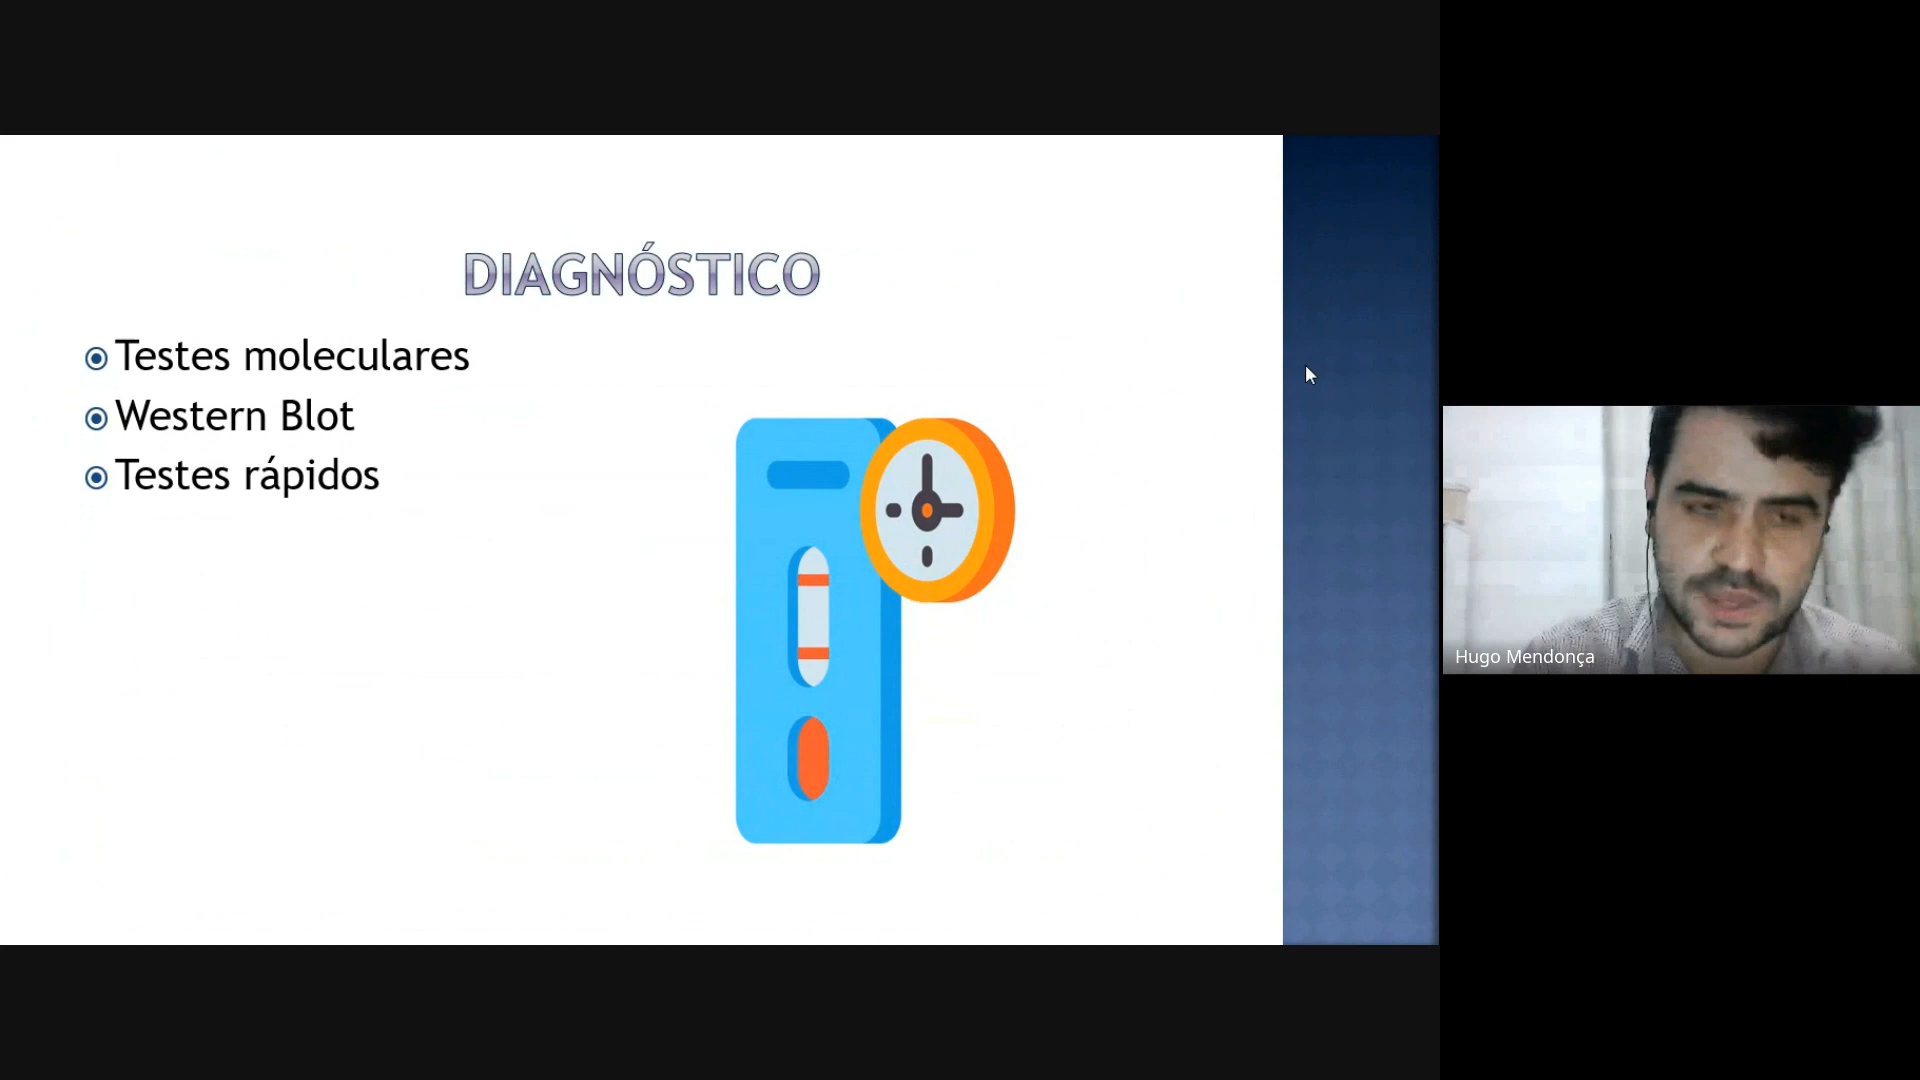 DIAGNÓSTICO
Testes moleculares
Western Blot
Testes rápidos
Hugo Mendonça